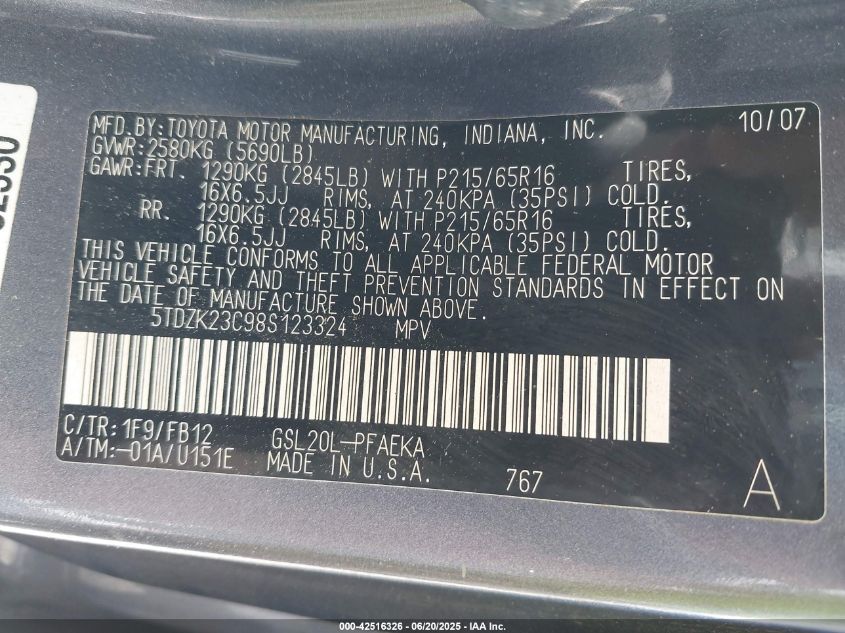 MFD.BY:TOYOTA MOTOR MANUFACTURING, INDIANA, INC. 10/07
GVWR:2580KG (5690LB)
GAWR:FRT. 1290KG (2845LB) WITH P215/65R16 TIRES,
16X6.5JJ RIMS, AT 240KPA (35PSI) COLD.
RR. 1290KG (2845LB) WITH P215/65R16 TIRES,
16X6.5JJ RIMS, AT 240KPA (35PSI) COLD.
THIS VEHICLE CONFORMS TO ALL APPLICABLE FEDERAL MOTOR
VEHICLE SAFETY AND THEFT PREVENTION STANDARDS IN EFFECT ON
THE DATE OF MANUFACTURE SHOWN ABOVE.
5TDZK23C98S123324 MPV
C/TR:1F9/FB12 GSL20L-PFAEKA
A/TM:-01A/U151E MADE IN U.S.A. 767 A
000-42516326 - 06/20/2025 - IAA Inc.